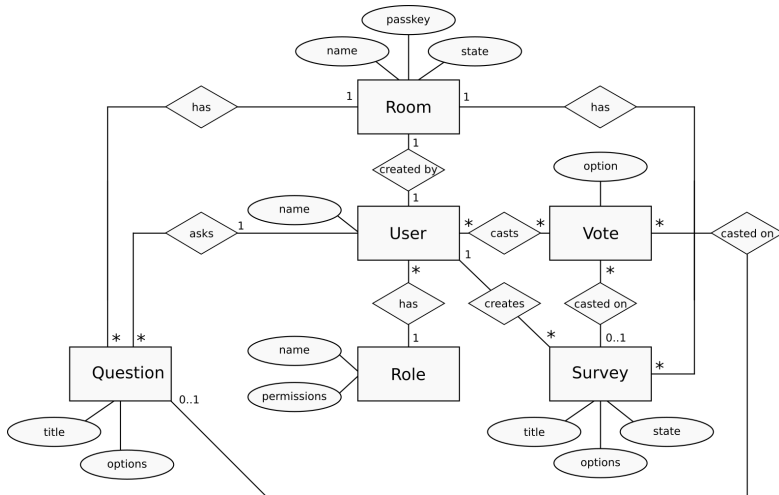 passkey
name
state
has
1
Room
1
has
1
created by
option
1
name
asks
1
User
*
casts
*
Vote
*
casted on
1
*
*
has
creates
casted on
*
*
name
1
*
0..1
Question
Role
Survey
*
0..1
permissions
title
title
state
options
options